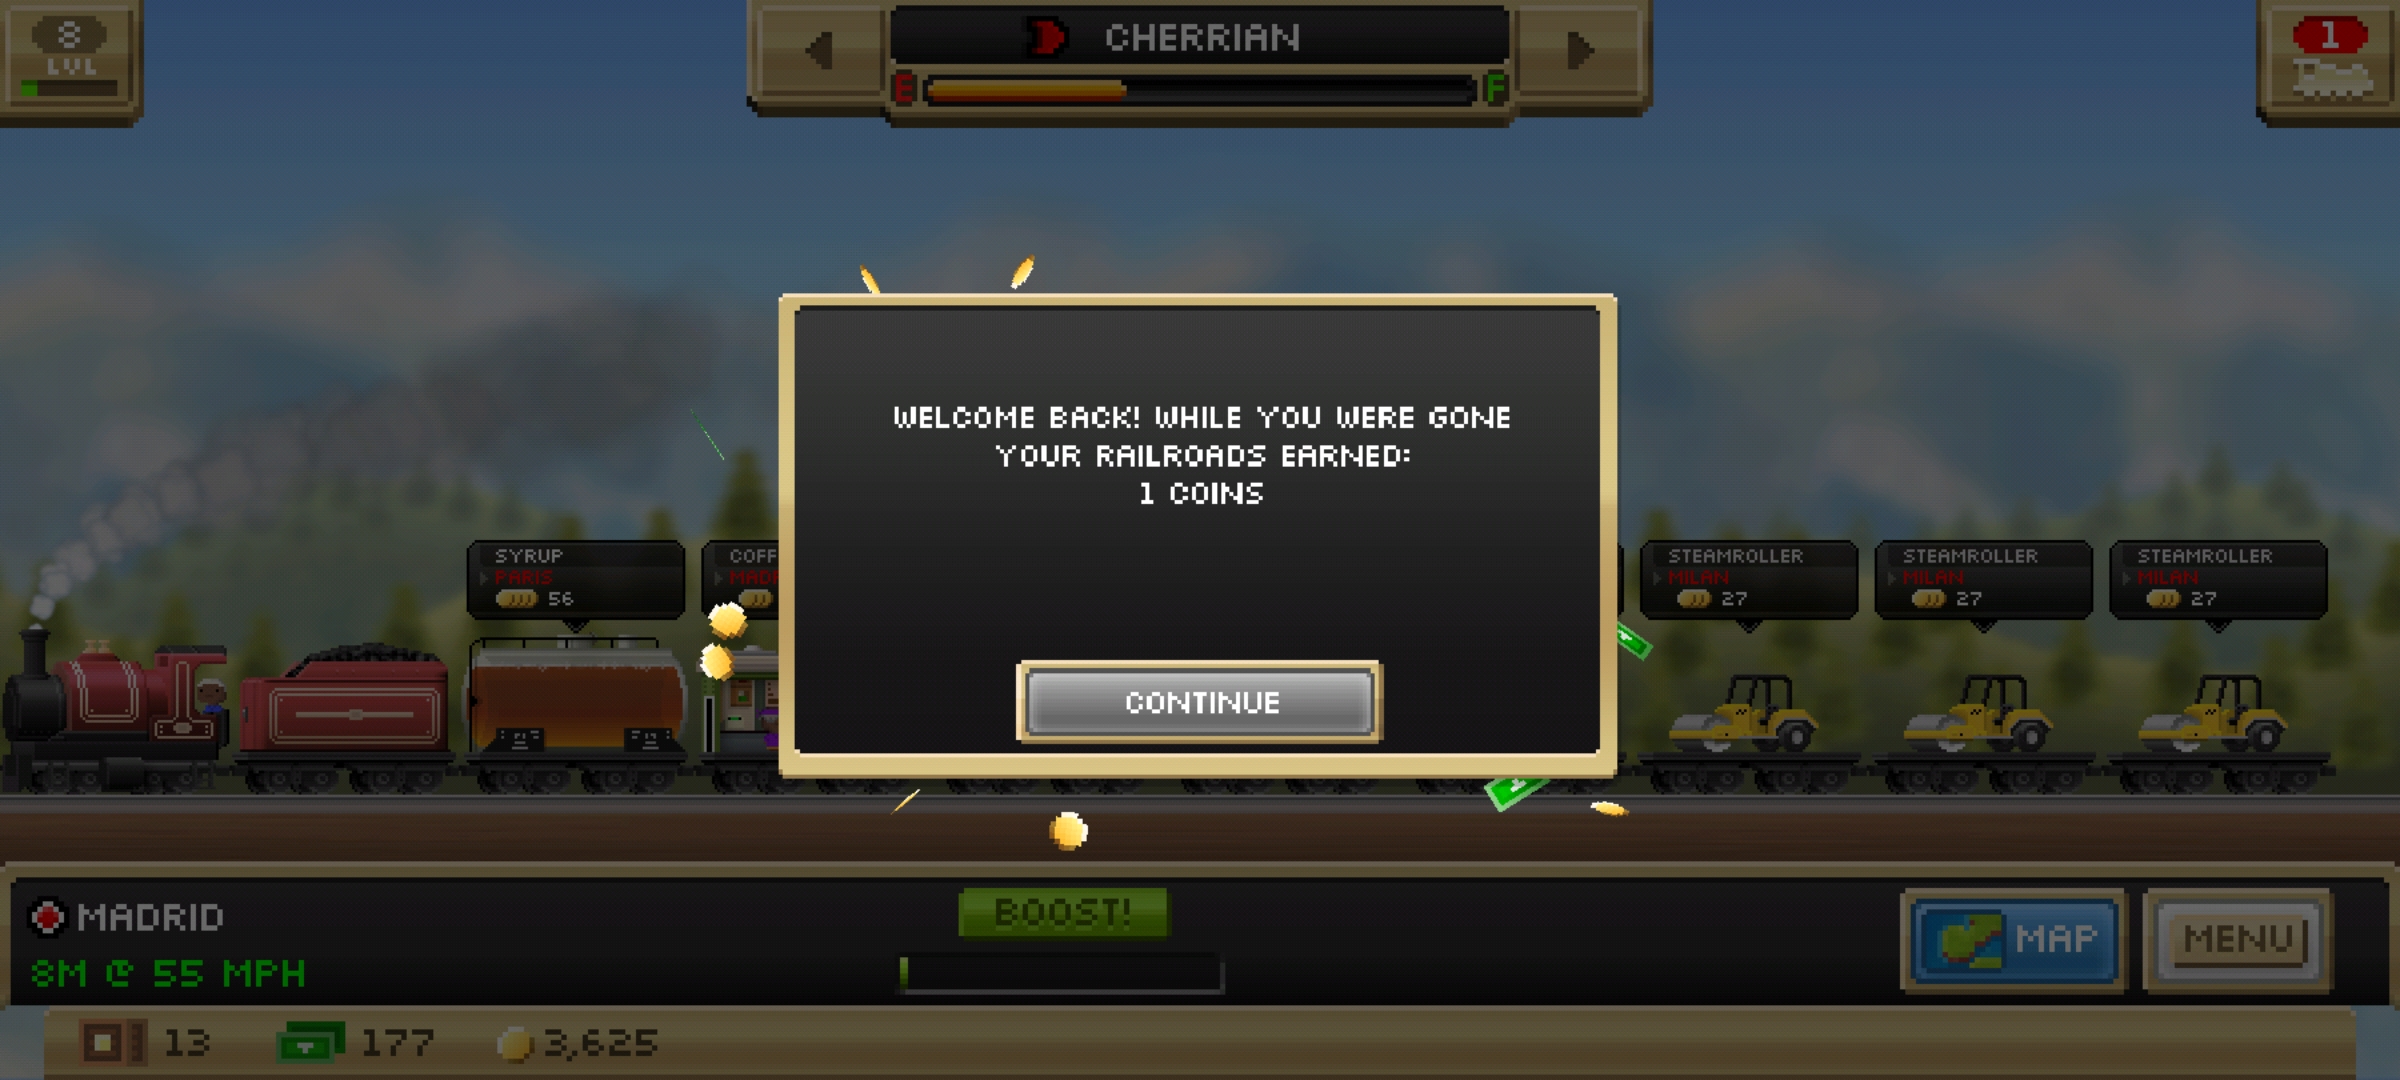 8
LVL
CHERRIAN
E
F
1
WELCOME BACK! WHILE YOU WERE GONE
YOUR RAILROADS EARNED:
1 COINS
CONTINUE
SYRUP
PARIS
56
STEAMROLLER
MILAN
27
STEAMROLLER
MILAN
27
STEAMROLLER
MILAN
27
MADRID
8M @ 55 MPH
BOOST!
MAP
MENU
13
177
3,625